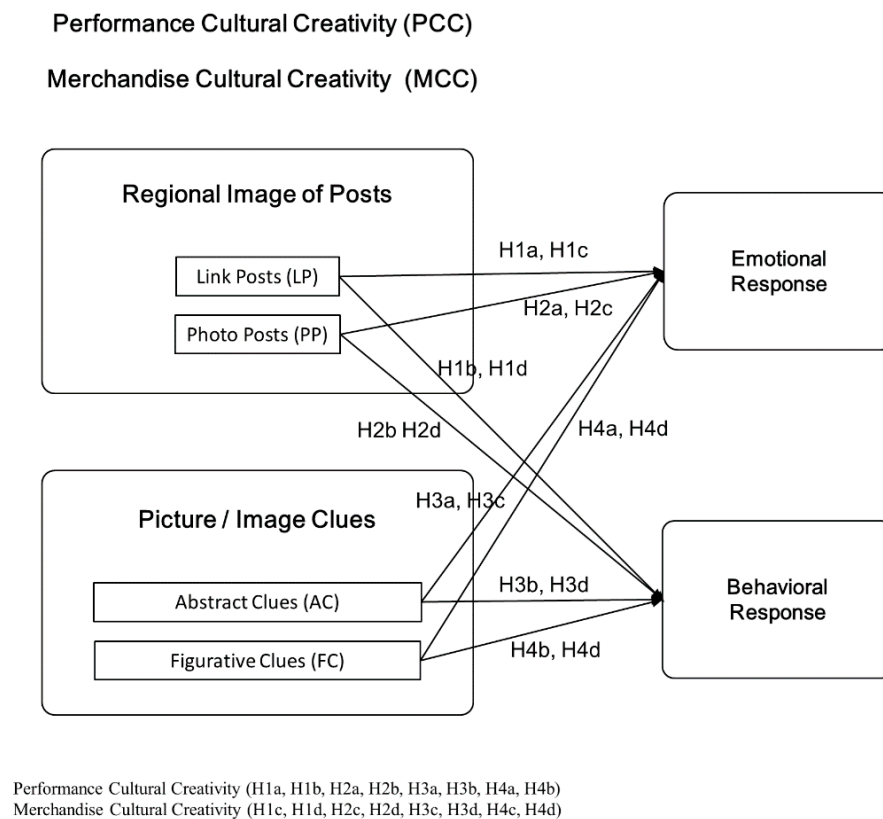 Performance Cultural Creativity (PCC)
Merchandise Cultural Creativity (MCC)
Regional Image of Posts
Link Posts (LP)
Photo Posts (PP)
H1a, H1c
H2a, H2c
H1b, H1d
H2b H2d
Emotional
Response
H4a, H4d
Picture / Image Clues
H3a, H3c
Abstract Clues (AC)
Figurative Clues (FC)
H3b, H3d
H4b, H4d
Behavioral
Response
Performance Cultural Creativity (H1a, H1b, H2a, H2b, H3a, H3b, H4a, H4b)
Merchandise Cultural Creativity (H1c, H1d, H2c, H2d, H3c, H3d, H4c, H4d)